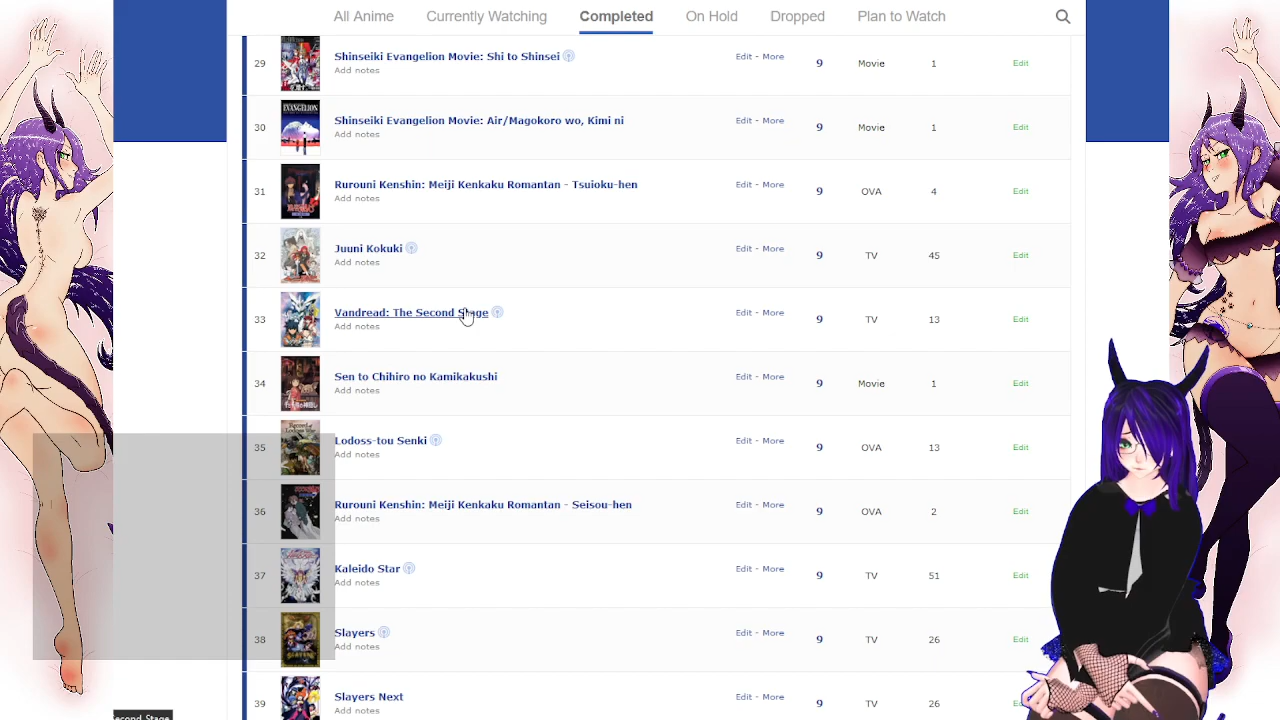 All Anime Currently Watching Completed On Hold Dropped Plan to Watch
29 Shinseiki Evangelion Movie: Shi to Shinsei Edit - More 9 Movie 1 Edit
Add notes
EVANGELION
30 Shinseiki Evangelion Movie: Air/Magokoro wo, Kimi ni Edit - More 9 Movie 1 Edit
Add notes
31 Rurouni Kenshin: Meiji Kenkaku Romantan - Tsuioku-hen Edit - More 9 OVA 4 Edit
Add notes
32 Juuni Kokuki Edit - More 9 TV 45 Edit
Add notes
33 Vandread: The Second Stage Edit - More 9 TV 13 Edit
Add notes
34 Sen to Chihiro no Kamikakushi Edit - More 9 Movie 1 Edit
Add notes
Record of
Lodoss War
35 Lodoss-tou Senki Edit - More 9 OVA 13 Edit
Add notes
36 Rurouni Kenshin: Meiji Kenkaku Romantan - Seisou-hen Edit - More 9 OVA 2 Edit
Add notes
37 Kaleido Star Edit - More 9 TV 51 Edit
Add notes
38 Slayers Edit - More 9 TV 26 Edit
Add notes
39 Slayers Next Edit - More 9 TV 26
Add notes
Stage